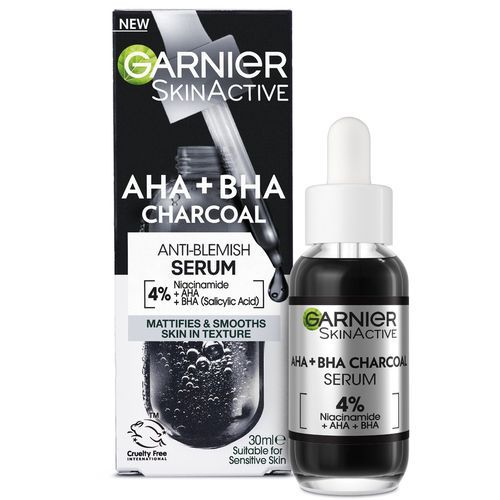 NEW
GARNIER
SKINACTIVE
AHA + BHA
CHARCOAL
ANTI-BLEMISH
SERUM
4% Niacinamide
+ AHA
+ BHA (Salicylic Acid)
MATTIFIES & SMOOTHS
SKIN IN TEXTURE
TM
Cruelty Free
INTERNATIONAL
30ml℮
Suitable for
Sensitive Skin
GARNIER
SKINACTIVE
AHA + BHA CHARCOAL
SERUM
4%
Niacinamide
+ AHA + BHA